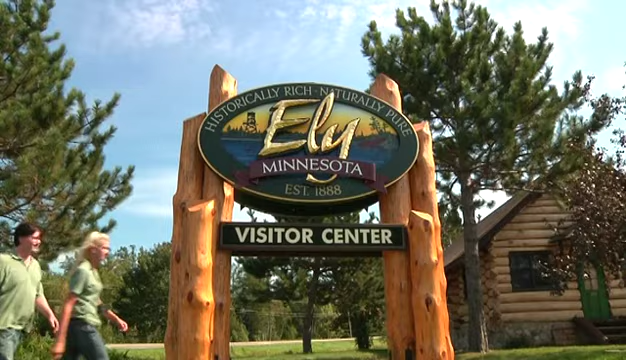 HISTORICALLY RICH - NATURALLY PURE
Ely
MINNESOTA
EST. 1888
VISITOR CENTER